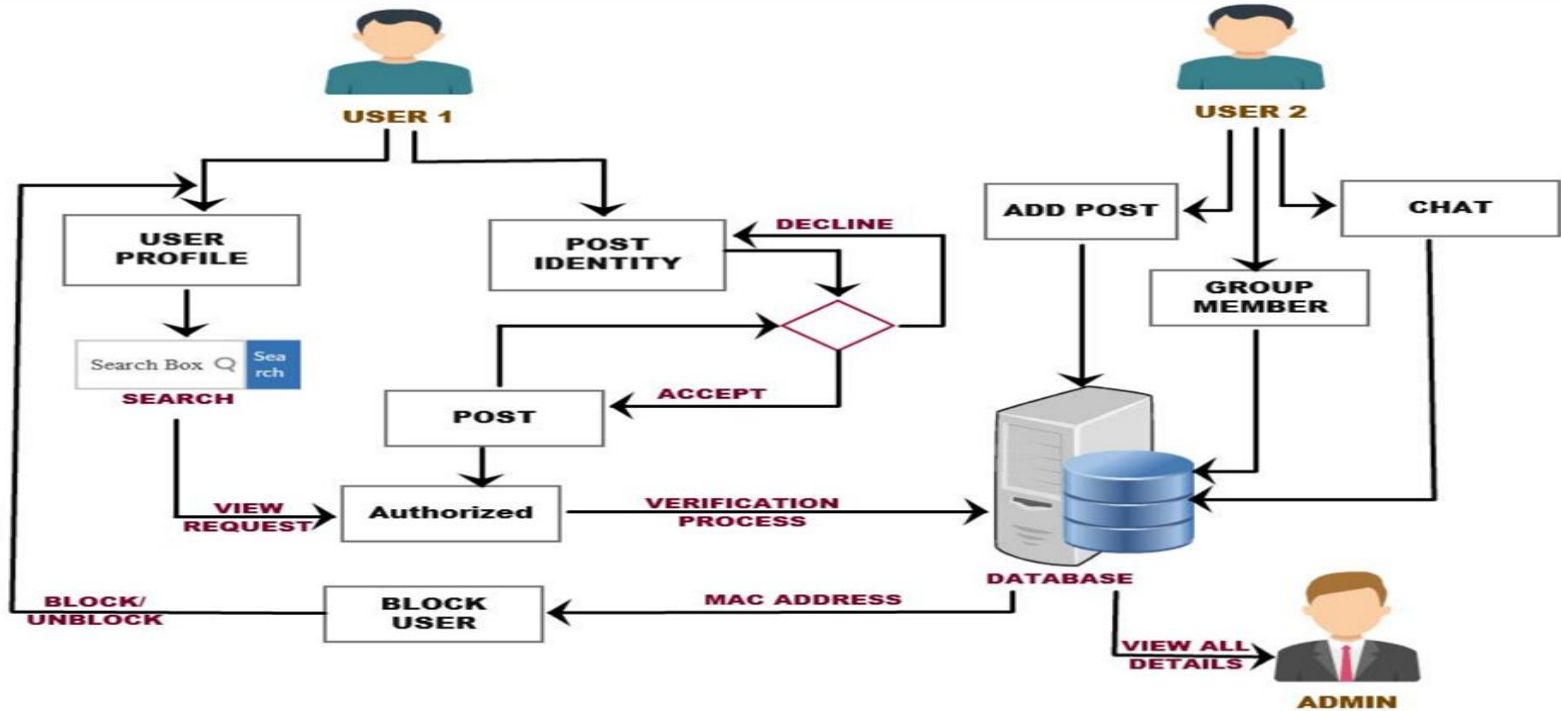 USER 1
USER 2
USER
PROFILE
POST
IDENTITY
DECLINE
ADD POST
CHAT
GROUP
MEMBER
Search Box
Sea
rch
SEARCH
ACCEPT
POST
VIEW
REQUEST
Authorized
VERIFICATION
PROCESS
DATABASE
BLOCK/
UNBLOCK
BLOCK
USER
MAC ADDRESS
VIEW ALL
DETAILS
ADMIN